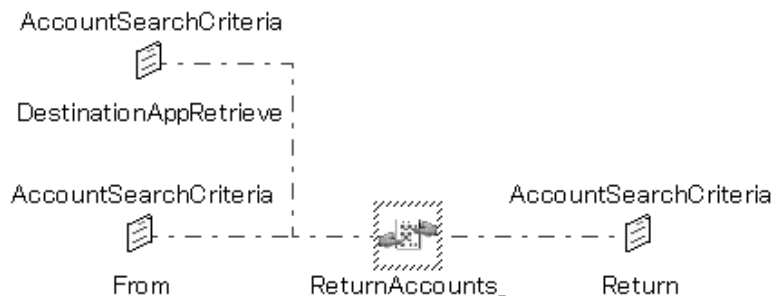 AccountSearchCriteria
DestinationAppRetrieve
AccountSearchCriteria
AccountSearchCriteria
From
ReturnAccounts_
Return